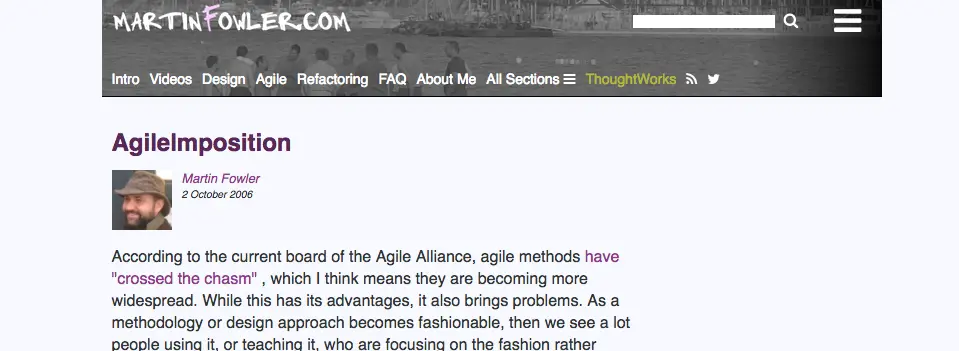 MARTINFOWLER.COM
Intro Videos Design Agile Refactoring FAQ About Me All Sections ThoughtWorks
AgileImposition
Martin Fowler
2 October 2006
According to the current board of the Agile Alliance, agile methods have
"crossed the chasm" , which I think means they are becoming more
widespread. While this has its advantages, it also brings problems. As a
methodology or design approach becomes fashionable, then we see a lot
people using it, or teaching it, who are focusing on the fashion rather